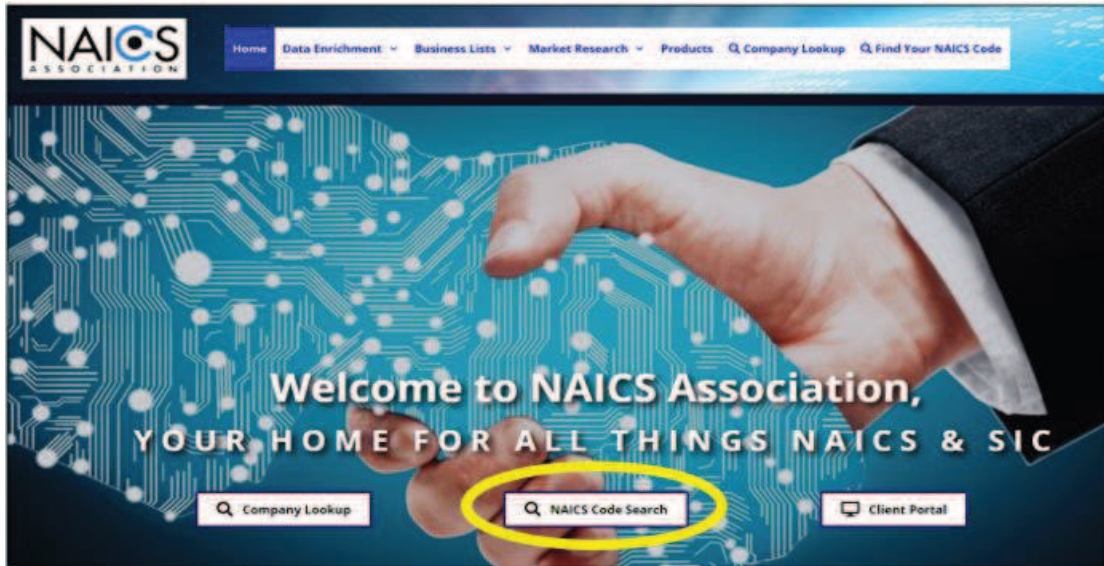 NAICS
ASSOCIATION
Home Data Enrichment Business Lists Market Research Products Company Lookup Find Your NAICS Code
Welcome to NAICS Association,
YOUR HOME FOR ALL THINGS NAICS & SIC
Company Lookup NAICS Code Search Client Portal